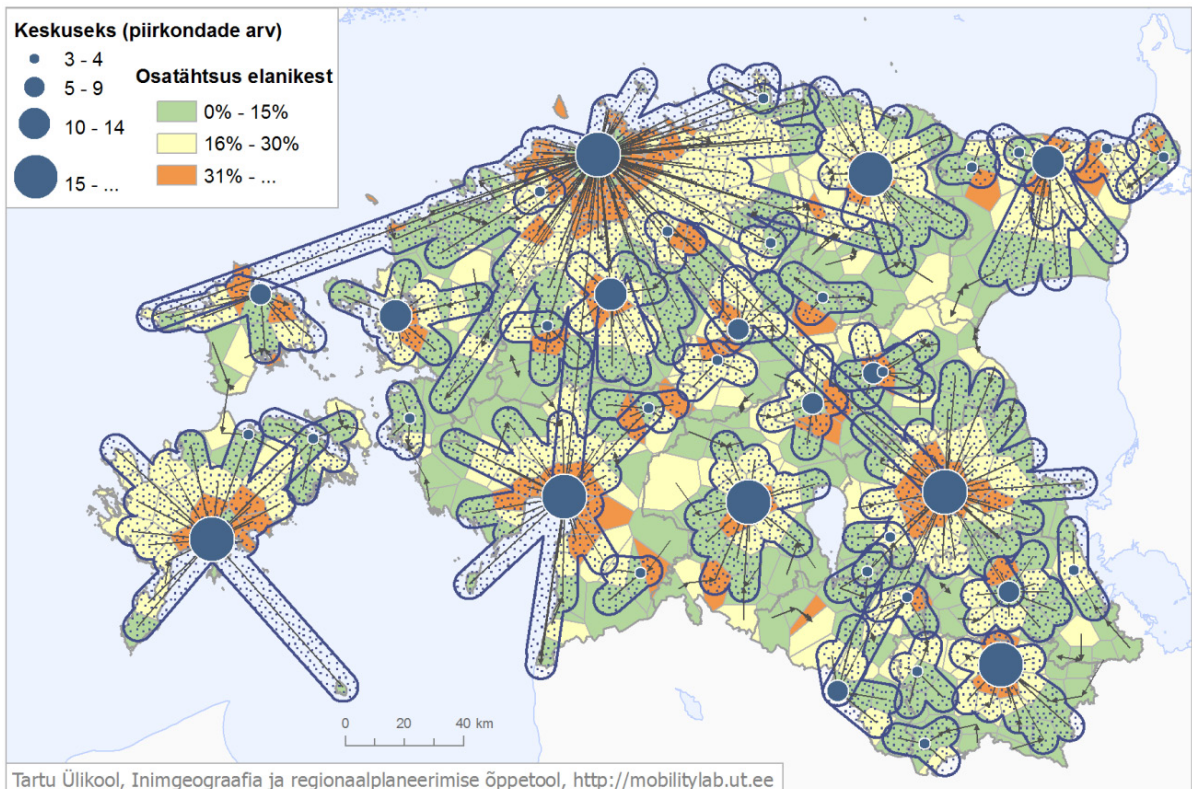 Keskuseks (piirkondade arv)
3 - 4
5 - 9
10 - 14
15 - ...
Osatähtsus elanikest
0% - 15%
16% - 30%
31% - ...
0 20 40 km
Tartu Ülikool, Inimgeograafia ja regionaalplaneerimise õppetool, http://mobilitylab.ut.ee